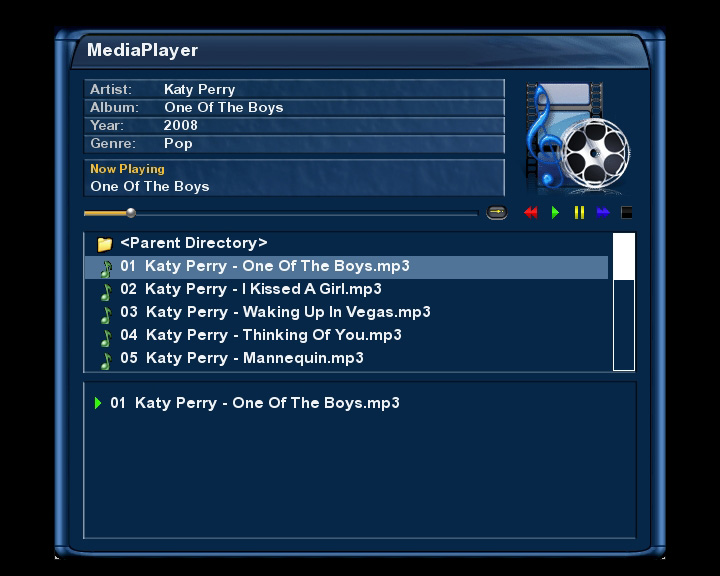 MediaPlayer
Artist: Katy Perry
Album: One Of The Boys
Year: 2008
Genre: Pop
Now Playing
One Of The Boys
<Parent Directory>
01 Katy Perry - One Of The Boys.mp3
02 Katy Perry - I Kissed A Girl.mp3
03 Katy Perry - Waking Up In Vegas.mp3
04 Katy Perry - Thinking Of You.mp3
05 Katy Perry - Mannequin.mp3
01 Katy Perry - One Of The Boys.mp3